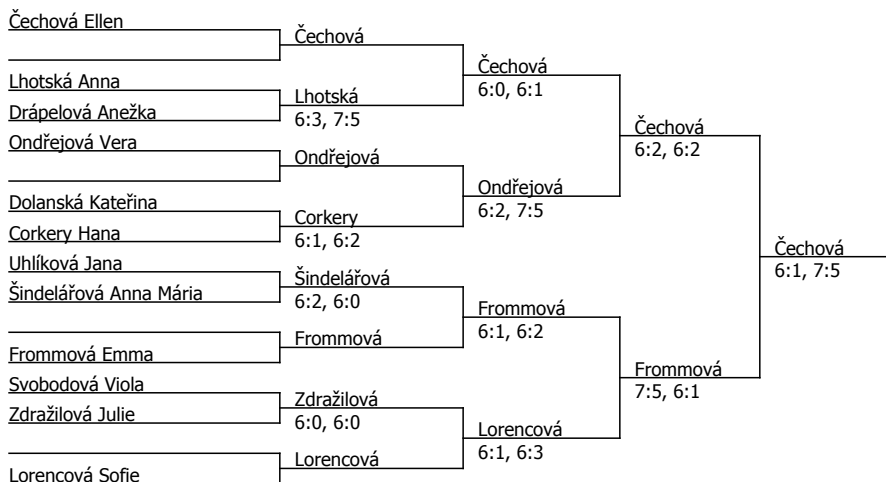 Čechová Ellen
Čechová
Čechová
6:0, 6:1
Lhotská Anna
Lhotská
6:3, 7:5
Drápelová Anežka
Čechová
6:2, 6:2
Ondřejová Vera
Ondřejová
Ondřejová
6:2, 7:5
Dolanská Kateřina
Corkery
6:1, 6:2
Corkery Hana
Čechová
6:1, 7:5
Uhlíková Jana
Šindelářová
6:2, 6:0
Šindelářová Anna Mária
Frommová
6:1, 6:2
Frommová
Frommová Emma
Frommová
7:5, 6:1
Svobodová Viola
Zdražilová
6:0, 6:0
Zdražilová Julie
Lorencová
6:1, 6:3
Lorencová
Lorencová Sofie